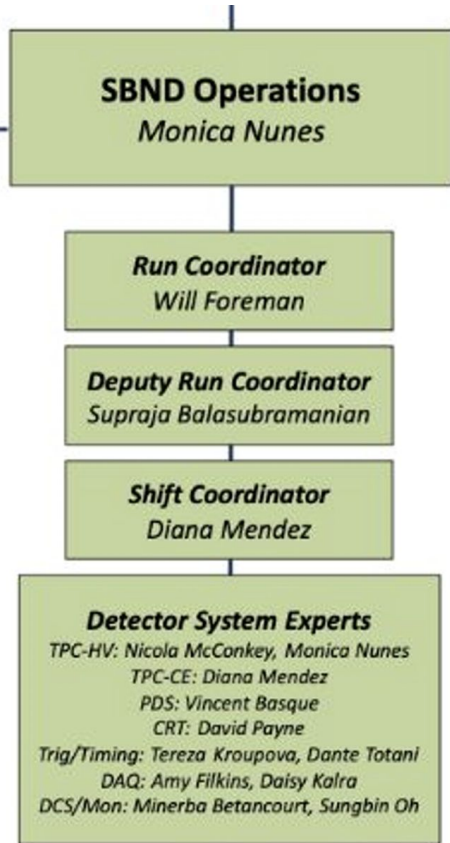 SBND Operations
Monica Nunes
Run Coordinator
Will Foreman
Deputy Run Coordinator
Supraja Balasubramanian
Shift Coordinator
Diana Mendez
Detector System Experts
TPC-HV: Nicola McConkey, Monica Nunes
TPC-CE: Diana Mendez
PDS: Vincent Basque
CRT: David Payne
Trig/Timing: Tereza Kroupova, Dante Totani
DAQ: Amy Filkins, Daisy Kalra
DCS/Mon: Minerba Betancourt, Sungbin Oh